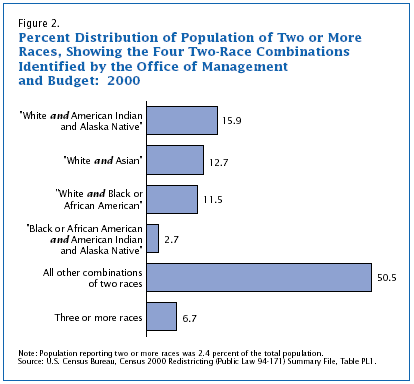 Figure 2.
Percent Distribution of Population of Two or More
Races, Showing the Four Two-Race Combinations
Identified by the Office of Management
and Budget:  2000
"White and American Indian
and Alaska Native"
15.9
"White and Asian"
12.7
"White and Black or
African American"
11.5
"Black or African American
and American Indian
and Alaska Native"
2.7
All other combinations
of two races
50.5
Three or more races
6.7
Note: Population reporting two or more races was 2.4 percent of the total population.
Source: U.S. Census Bureau, Census 2000 Redistricting (Public Law 94-171) Summary File, Table PL1.